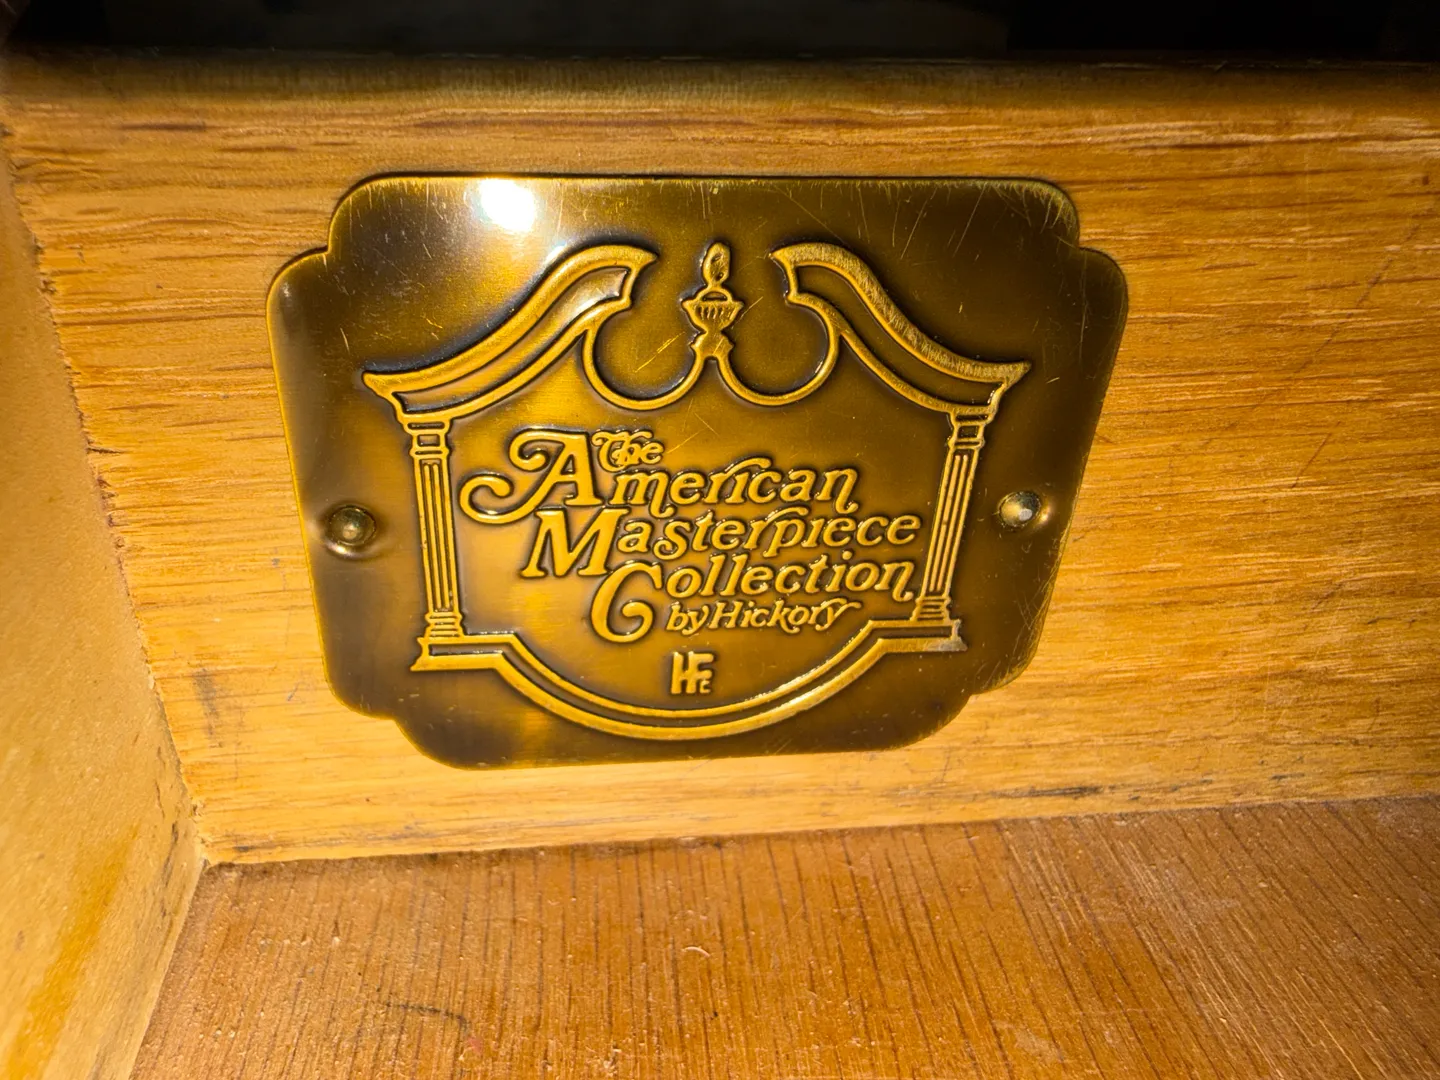 The
American
Masterpiece
Collection
by Hickory
HFC